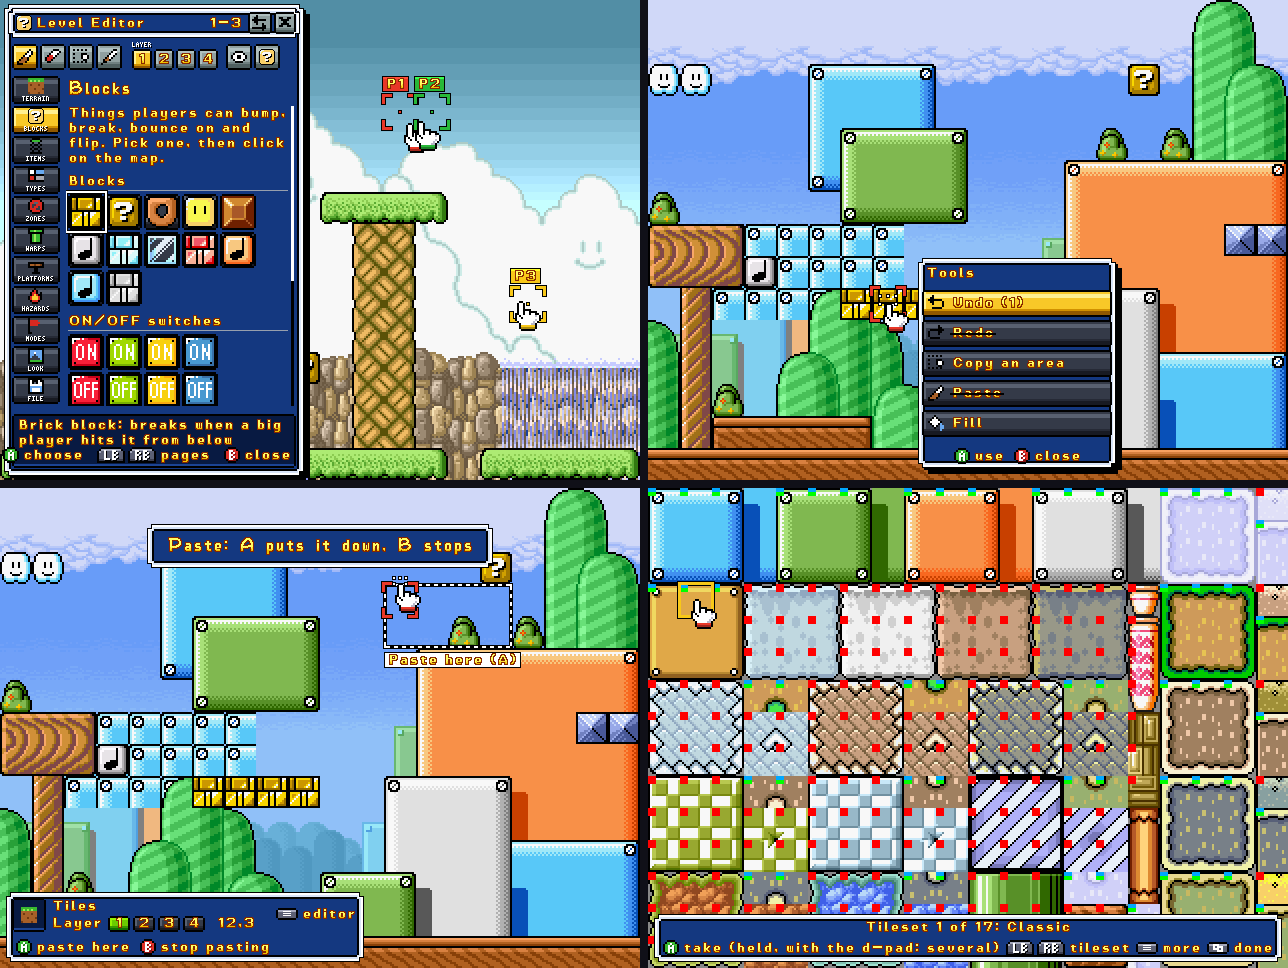 Level Editor 1-3
LAYER
1 2 3 4 ?
TERRAIN
BLOCKS
ITEMS
TYPES
ZONES
WARPS
PLATFORMS
HAZARDS
NODES
LOOK
FILE
Blocks
Things players can bump,
break, bounce on and
flip. Pick one, then click
on the map.
Blocks
ON/OFF switches
ON ON ON ON
OFF OFF OFF OFF
Brick block: breaks when a big
player hits it from below
A choose LB RB pages B close
P1 P2
P3
?
Tools
Undo (1)
Redo
Copy an area
Paste
Fill
A use B close
Paste: A puts it down, B stops
?
Paste here (A)
Tiles
Layer 1 2 3 4 12,3 editor
A paste here B stop pasting
Tileset 1 of 17: Classic
A take (held, with the d-pad: several) LB RB tileset more done